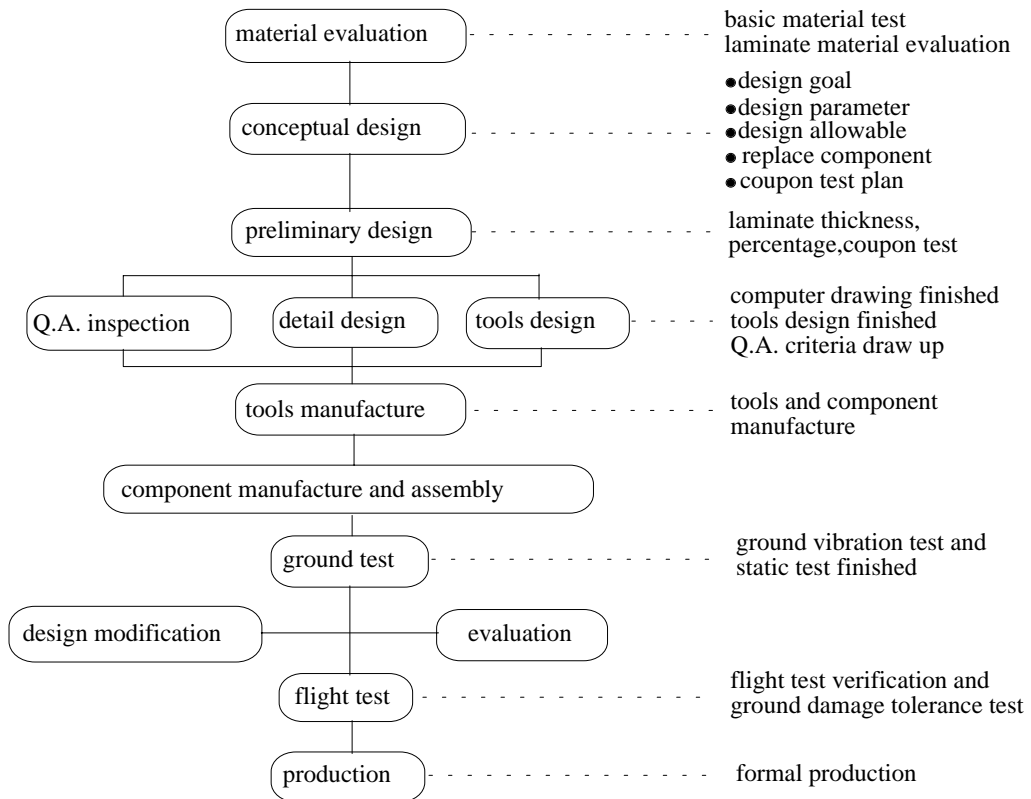 material evaluation
basic material test
laminate material evaluation
conceptual design
●design goal
●design parameter
●design allowable
● replace component
●coupon test plan
preliminary design
laminate thickness,
percentage,coupon test
Q.A. inspection
detail design
tools design
computer drawing finished
tools design finished
Q.A. criteria draw up
tools manufacture
tools and component
manufacture
component manufacture and assembly
ground test
ground vibration test and
static test finished
design modification
evaluation
flight test
flight test verification and
ground damage tolerance test
production
formal production